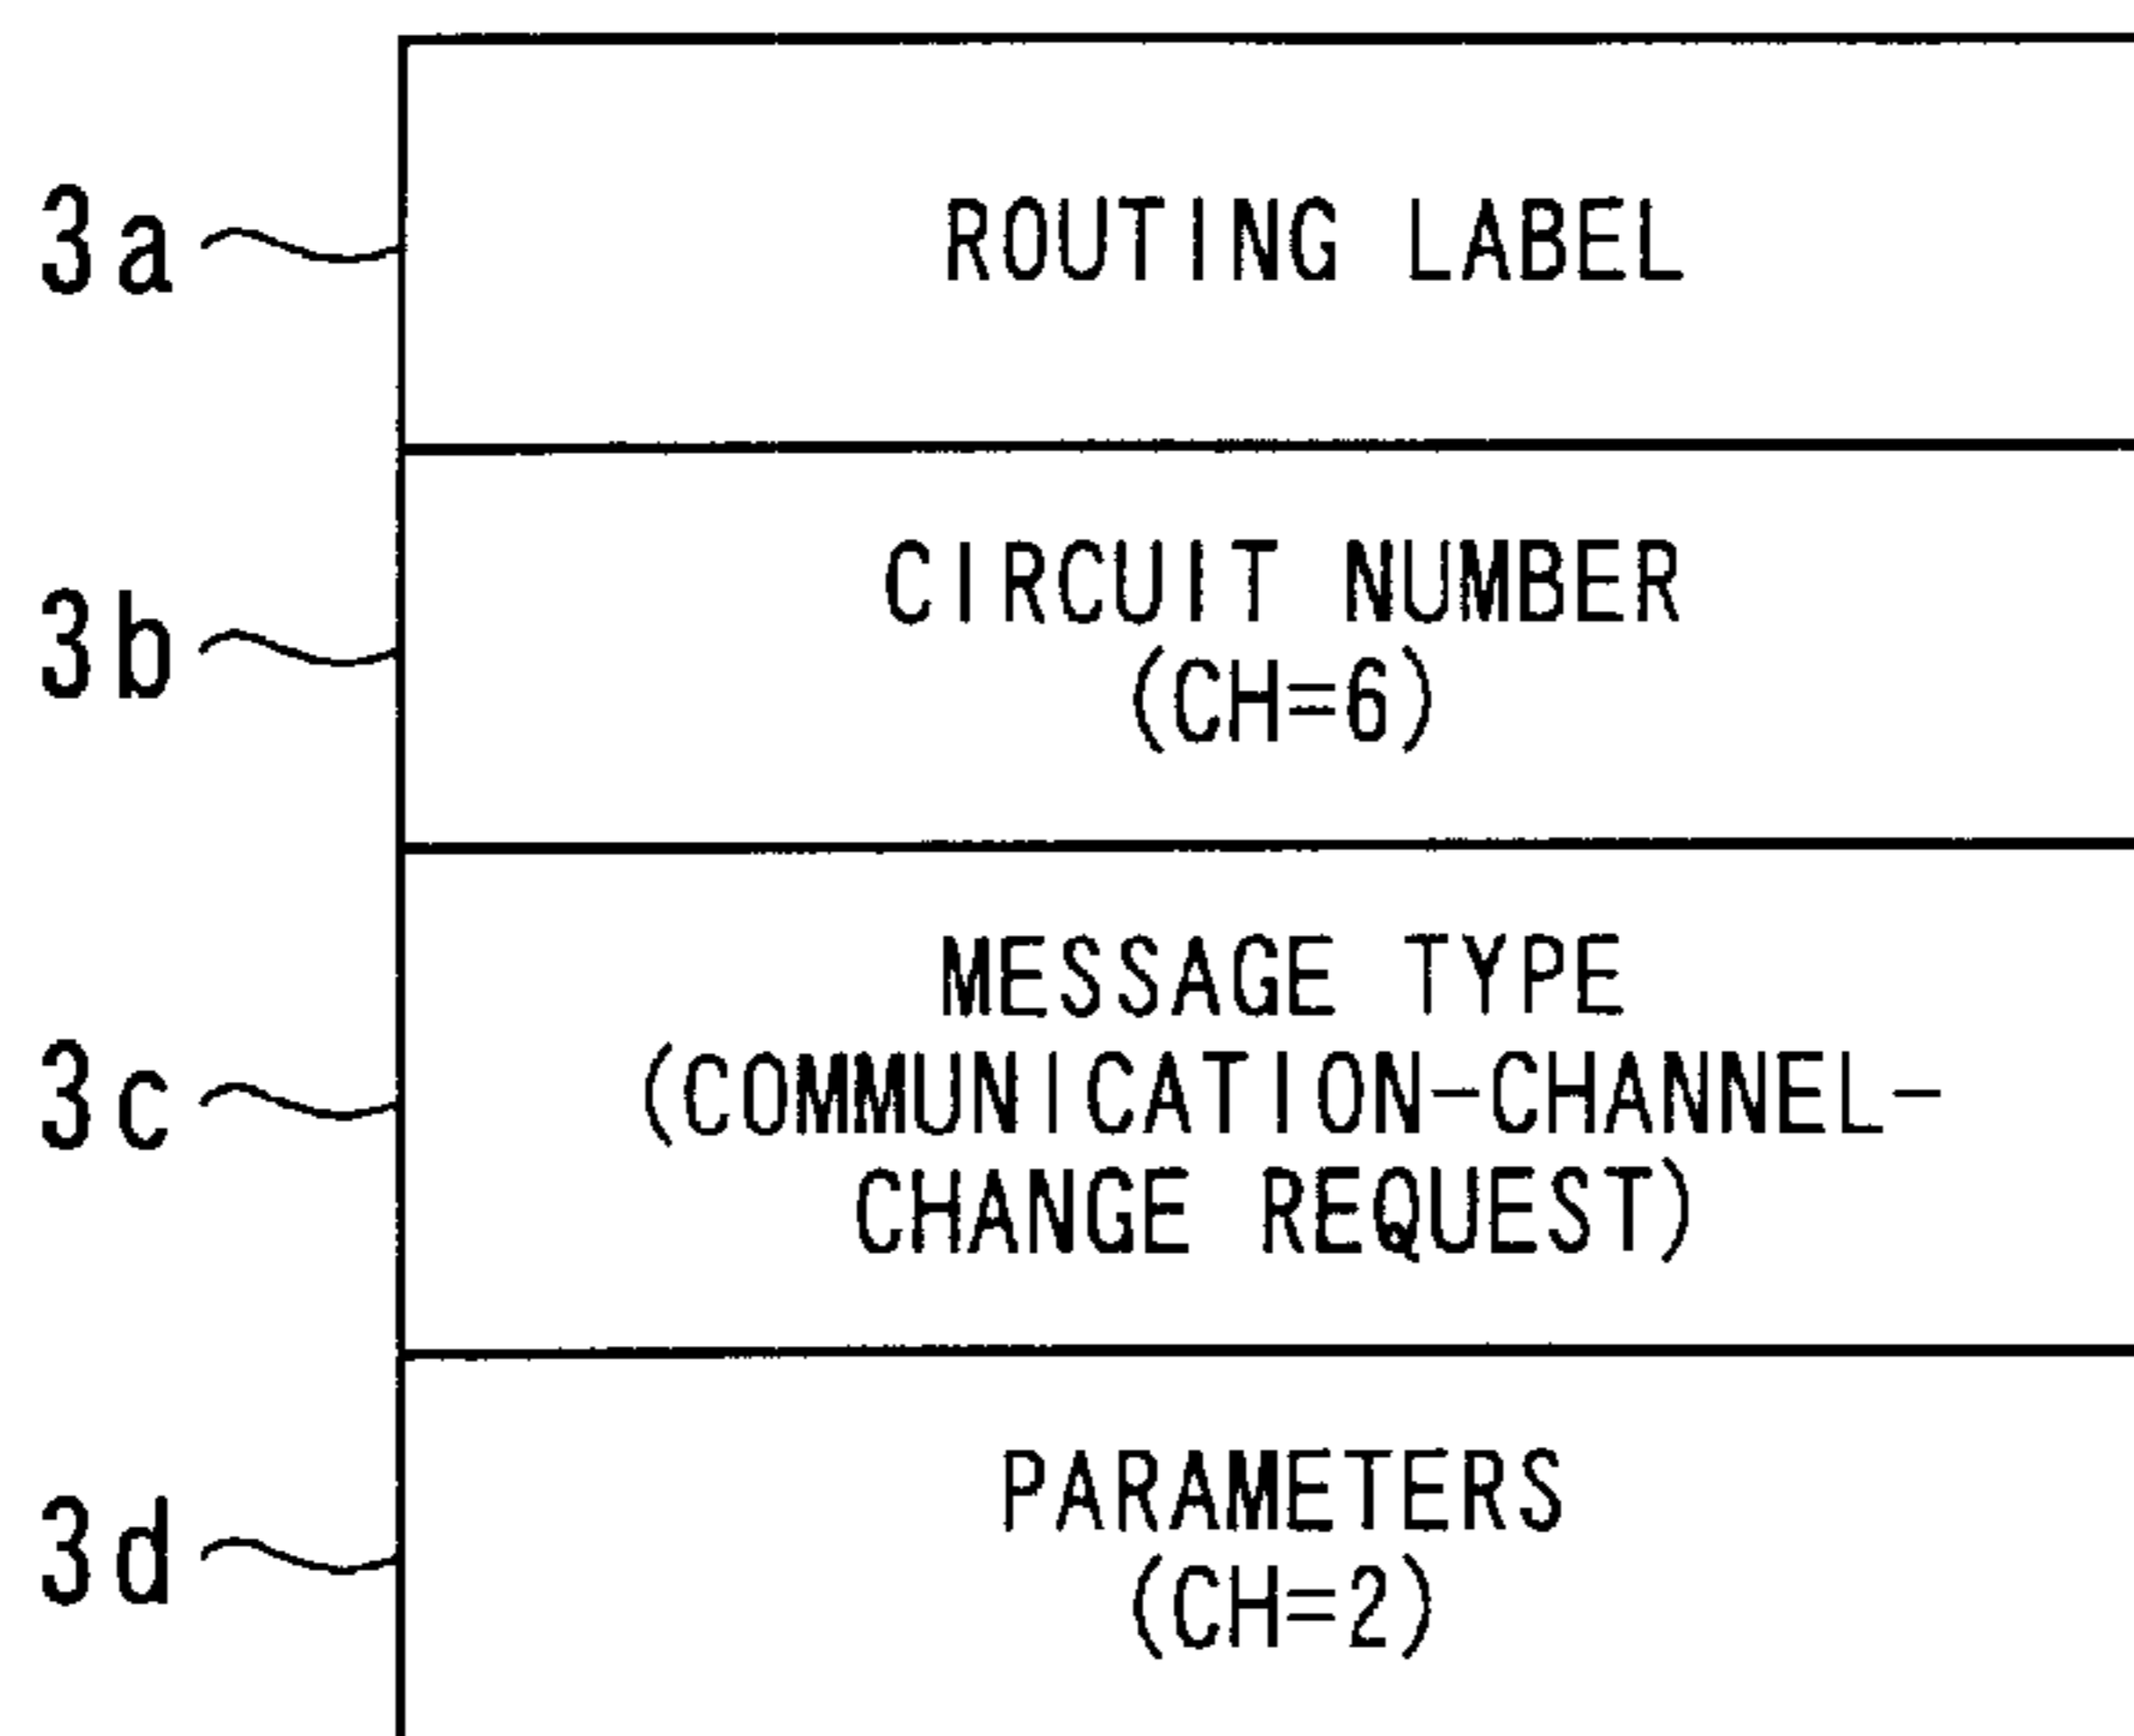 3a ROUTING LABEL
3b CIRCUIT NUMBER
(CH=6)
MESSAGE TYPE
3c (COMMUNICATION-CHANNEL-
CHANGE REQUEST)
3d PARAMETERS
(CH=2)